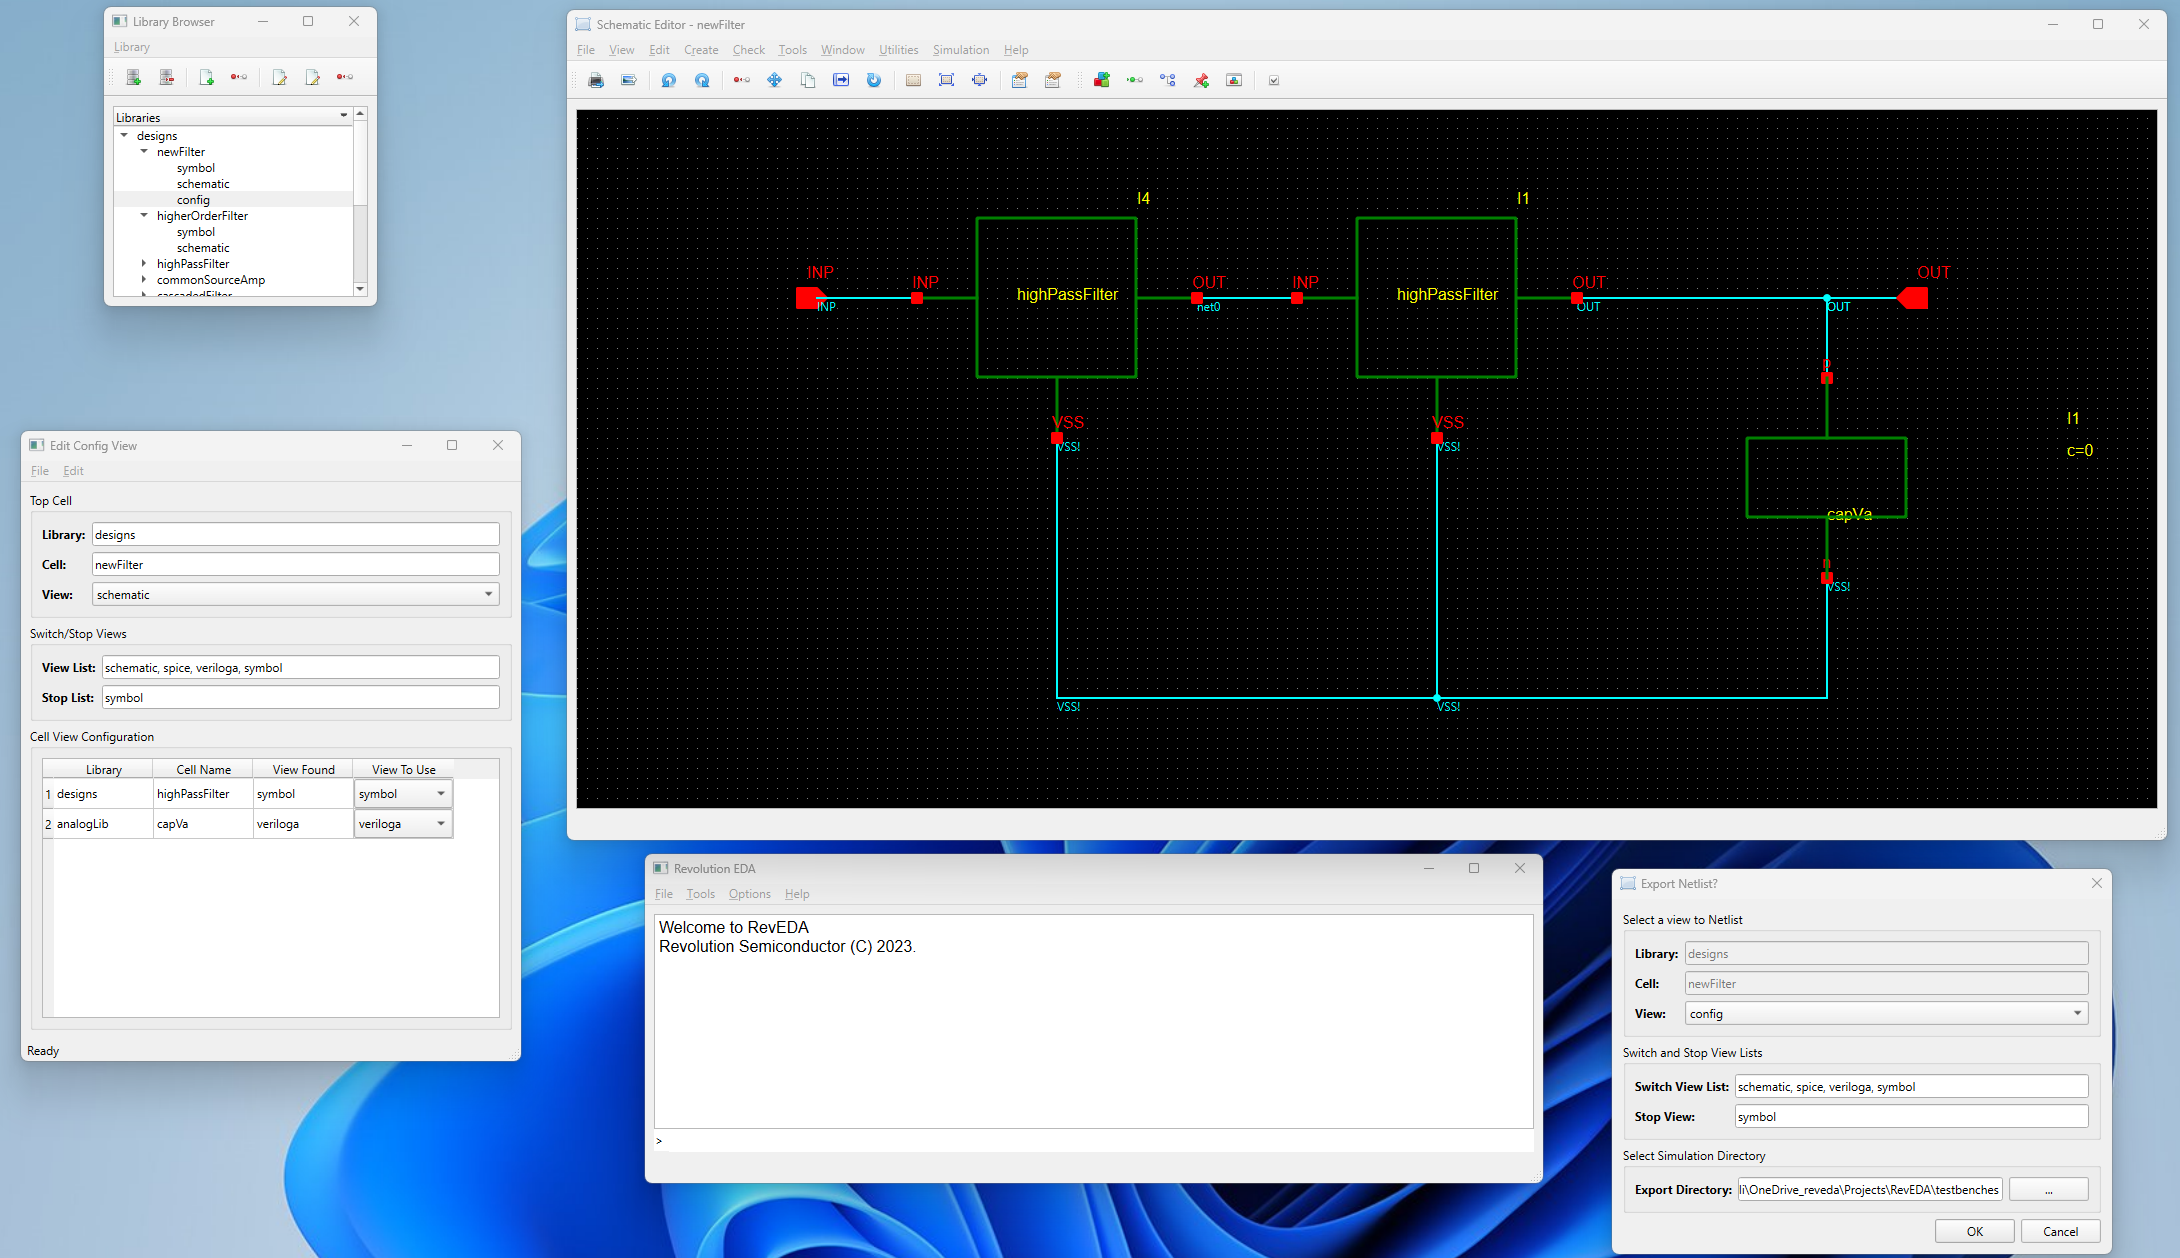 Library Browser
Library
Libraries
designs
newFilter
symbol
schematic
config
higherOrderFilter
symbol
schematic
highPassFilter
commonSourceAmp
cascadedFilter
Schematic Editor - newFilter
File View Edit Create Check Tools Window Utilities Simulation Help
I4
I1
INP
INP
OUT
INP
OUT
OUT
highPassFilter
highPassFilter
INP
net0
OUT
OUT
p
VSS
VSS
VSS!
VSS!
I1
c=0
capVa
n
VSS!
VSS!
VSS!
Edit Config View
File Edit
Top Cell
Library: designs
Cell: newFilter
View: schematic
Switch/Stop Views
View List: schematic, spice, veriloga, symbol
Stop List: symbol
Cell View Configuration
Library Cell Name View Found View To Use
1 designs highPassFilter symbol symbol
2 analogLib capVa veriloga veriloga
Ready
Revolution EDA
File Tools Options Help
Welcome to RevEDA
Revolution Semiconductor (C) 2023.
>
Export Netlist?
Select a view to Netlist
Library: designs
Cell: newFilter
View: config
Switch and Stop View Lists
Switch View List: schematic, spice, veriloga, symbol
Stop View: symbol
Select Simulation Directory
Export Directory: li\OneDrive_reveda\Projects\RevEDA\testbenches ...
OK Cancel